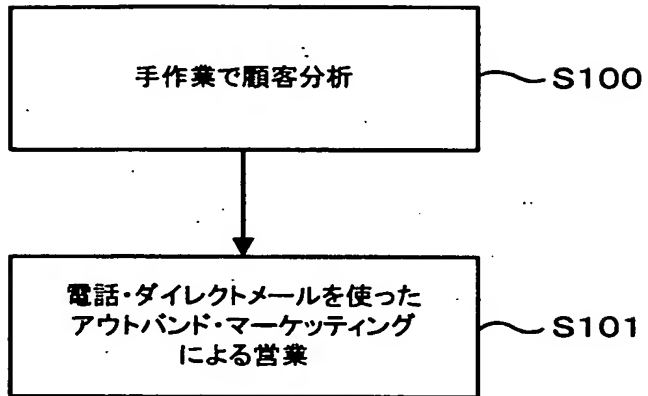 手作業で顧客分析
S100
電話・ダイレクトメールを使った
アウトバンド・マーケッティング
による営業
S101